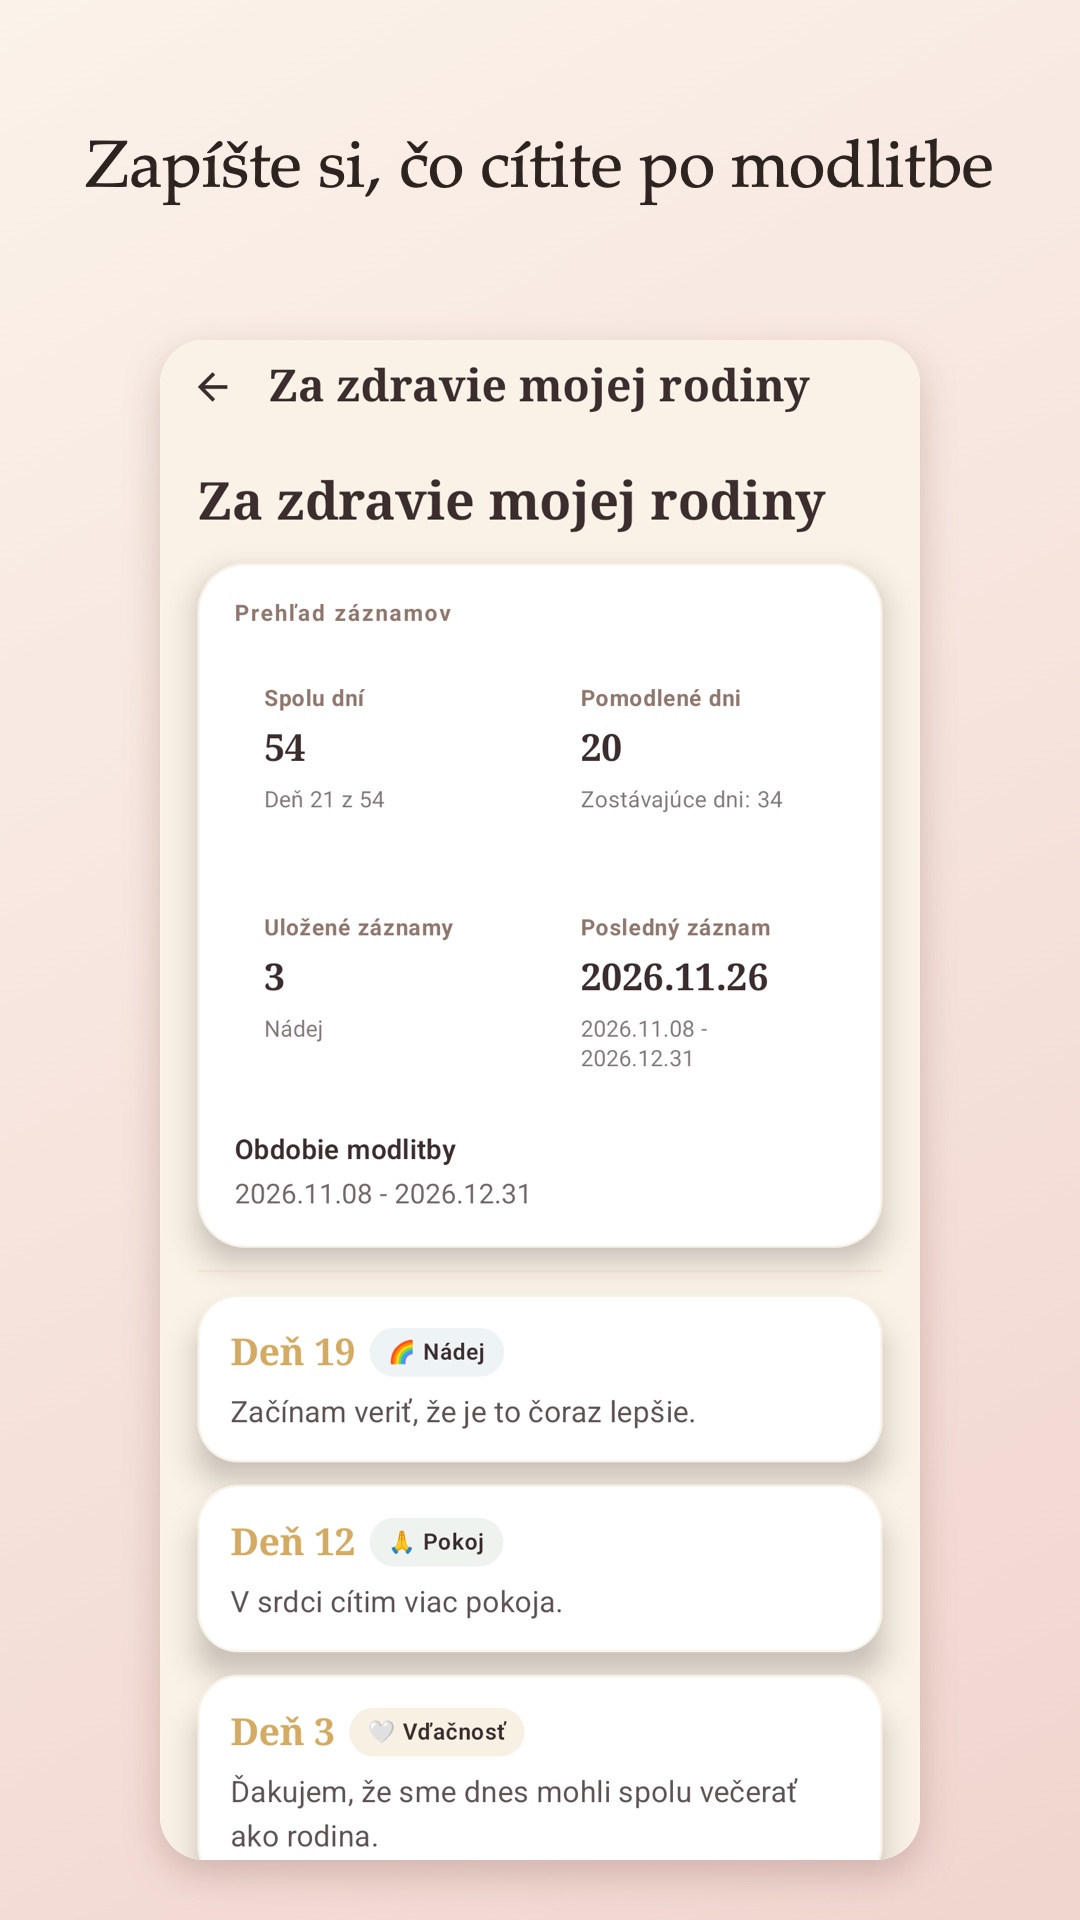 Zapíšte si, čo cítite po modlitbe
Za zdravie mojej rodiny
Za zdravie mojej rodiny
Prehľad záznamov
Spolu dní
54
Deň 21 z 54
Pomodlené dni
20
Zostávajúce dni: 34
Uložené záznamy
3
Nádej
Posledný záznam
2026.11.26
2026.11.08 -
2026.12.31
Obdobie modlitby
2026.11.08 - 2026.12.31
Deň 19 🌈 Nádej
Začínam veriť, že je to čoraz lepšie.
Deň 12 🙏 Pokoj
V srdci cítim viac pokoja.
Deň 3 🤍 Vďačnosť
Ďakujem, že sme dnes mohli spolu večerať
ako rodina.